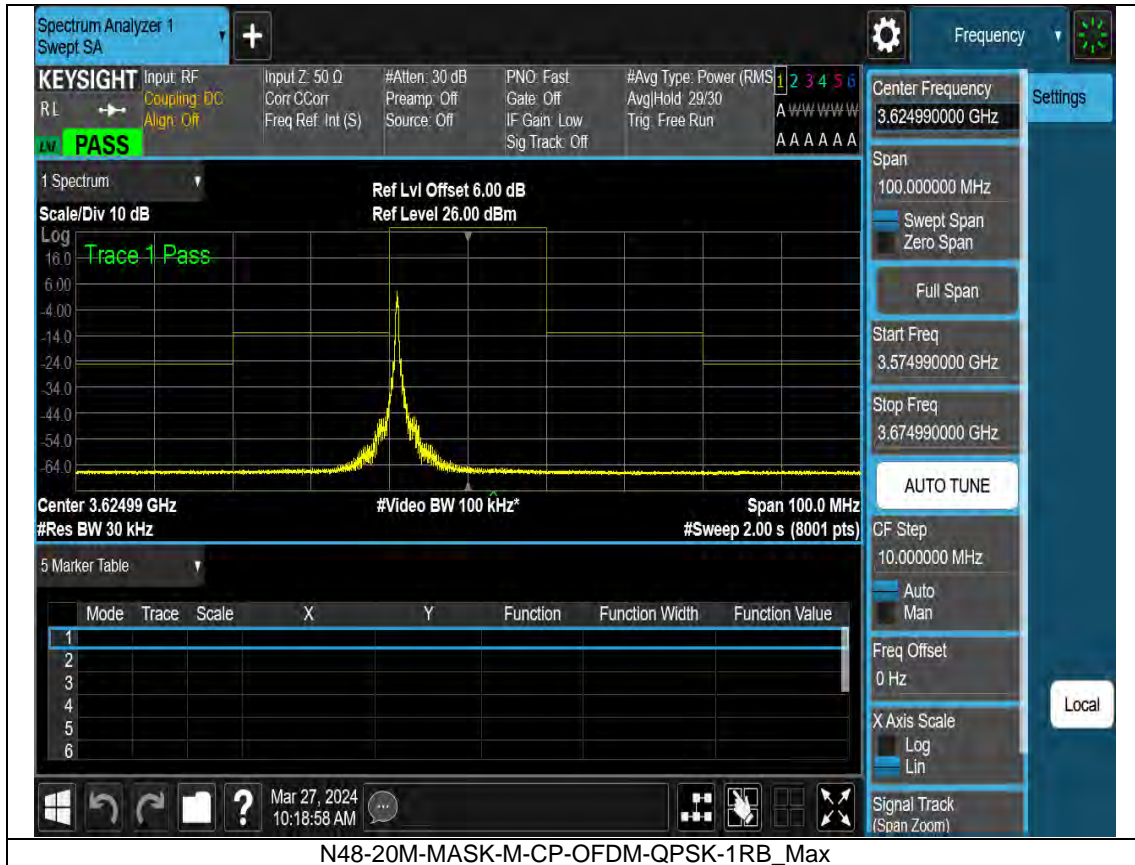 Spectrum Analyzer 1
Swept SA
+
Frequency
KEYSIGHT
RL
PASS
Input: RF
Coupling: DC
Align: Off
Input Z: 50 Ω
Corr CCorr
Freq Ref: Int (S)
#Atten: 30 dB
Preamp: Off
Source: Off
PNO: Fast
Gate: Off
IF Gain: Low
Sig Track: Off
#Avg Type: Power (RMS
Avg|Hold: 29/30
Trig: Free Run
1 2 3 4 5 6
A W W W W W
A A A A A A
1 Spectrum
Scale/Div 10 dB
Ref Lvl Offset 6.00 dB
Ref Level 26.00 dBm
Log
Trace 1 Pass
16.0
6.00
-4.00
-14.0
-24.0
-34.0
-44.0
-54.0
-64.0
Center 3.62499 GHz
#Video BW 100 kHz*
Span 100.0 MHz
#Res BW 30 kHz
#Sweep 2.00 s (8001 pts)
5 Marker Table
Mode Trace Scale X Y Function Function Width Function Value
1
2
3
4
5
6
?
Mar 27, 2024
10:18:58 AM
Center Frequency
3.624990000 GHz
Settings
Span
100.000000 MHz
Swept Span
Zero Span
Full Span
Start Freq
3.574990000 GHz
Stop Freq
3.674990000 GHz
AUTO TUNE
CF Step
10.000000 MHz
Auto
Man
Freq Offset
0 Hz
X Axis Scale
Log
Lin
Local
Signal Track
(Span Zoom)
N48-20M-MASK-M-CP-OFDM-QPSK-1RB_Max